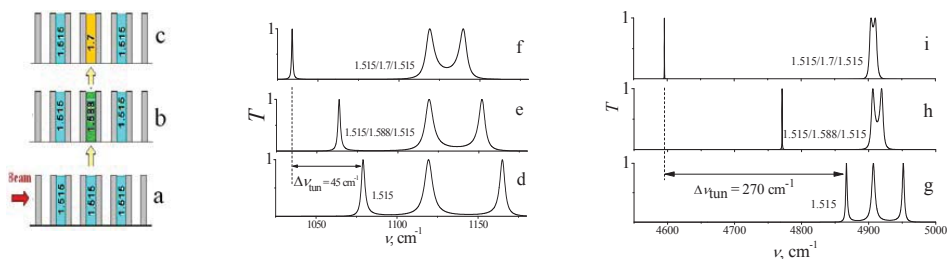 c
1.515
1.7
1.515
b
1.515
1.588
1.515
Beam
a
1.515
1.515
1.515
T
1
f
1.515/1.7/1.515
1
e
1.515/1.588/1.515
1
d
Δν_tun = 45 cm⁻¹
1.515
1050
1100
1150
ν, cm⁻¹
T
1
i
1.515/1.7/1.515
1
h
1.515/1.588/1.515
1
g
Δν_tun = 270 cm⁻¹
1.515
4600
4700
4800
4900
5000
ν, cm⁻¹